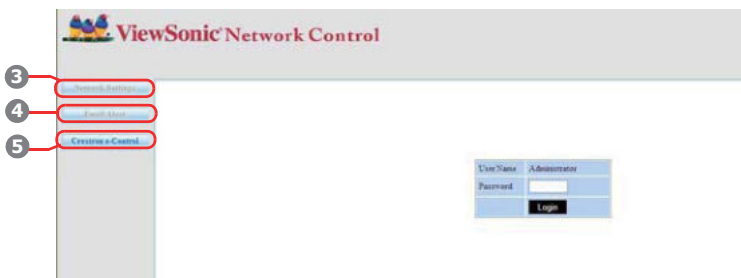 ViewSonic® Network Control
3
Network Settings
4
Email Alert
5
Crestron e-Control
User Name Administrator
Password
Login